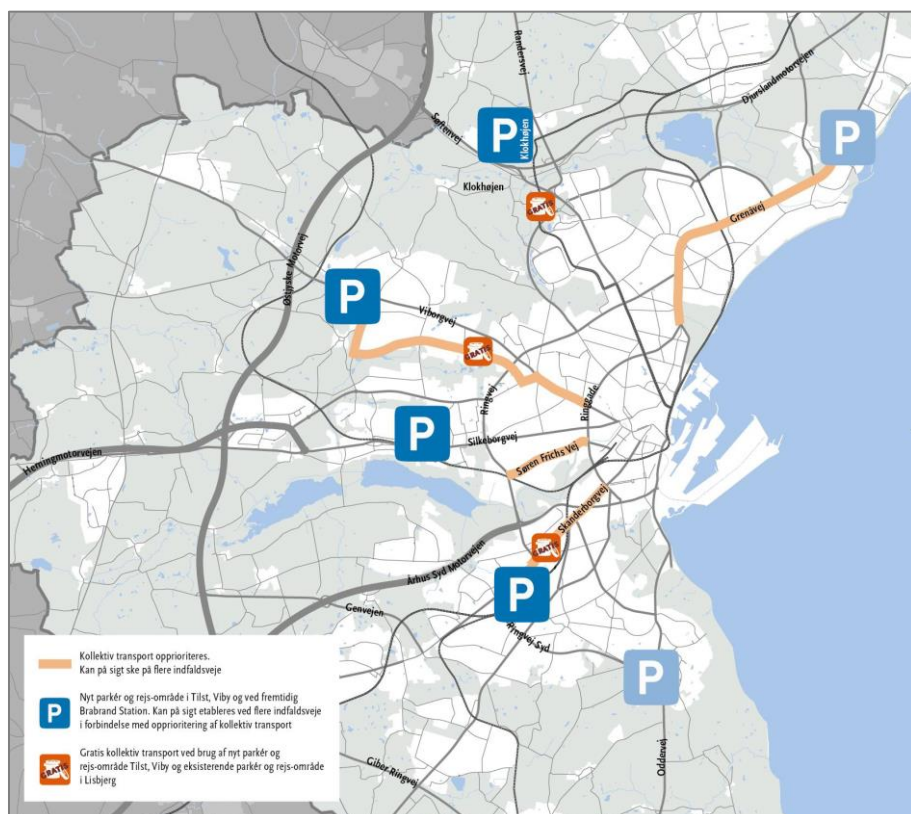 Randersvej
Djurslandmotorvejen
Søftenvej
P
Klokhøjen
P
Klokhøjen
GRATIS
Grenåvej
Østjyske Motorvej
P
Viborgvej
GRATIS
Ringvej
Ringgade
P
Silkeborgvej
Herningmotorvejen
Søren Frichs Vej
Skanderborgvej
GRATIS
Århus Syd Motorvejen
P
Genvejen
Ringvej Syd
P
Oddervej
Giber Ringvej
Kollektiv transport opprioriteres.
Kan på sigt ske på flere indfaldsveje
P
Nyt parkér og rejs-område i Tilst, Viby og ved fremtidig
Brabrand Station. Kan på sigt etableres ved flere indfaldsveje
i forbindelse med opprioritering af kollektiv transport
GRATIS
Gratis kollektiv transport ved brug af nyt parkér og
rejs-område Tilst, Viby og eksisterende parkér og rejs-område
i Lisbjerg